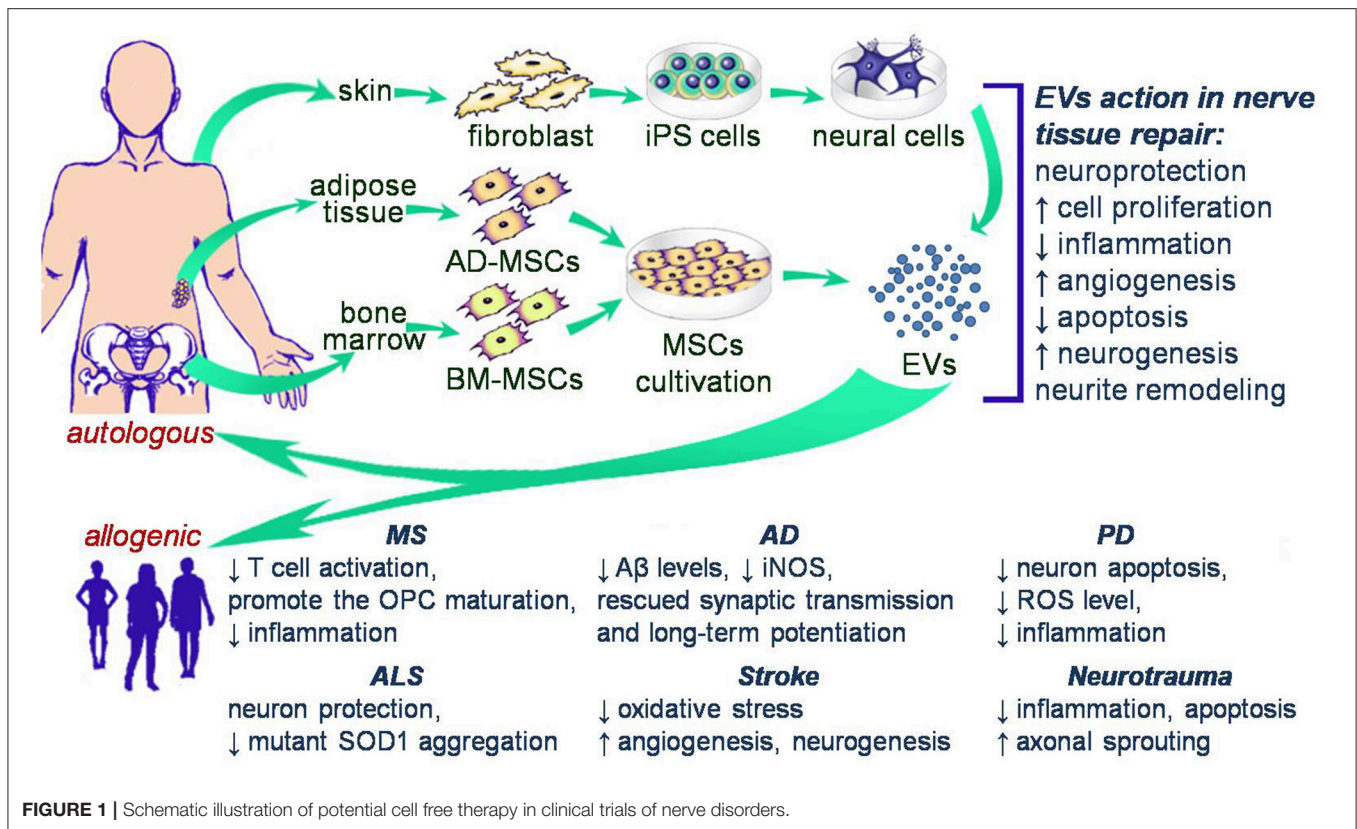 skin
fibroblast
iPS cells
neural cells
adipose
tissue
AD-MSCs
bone
marrow
BM-MSCs
MSCs
cultivation
EVs
EVs action in nerve
tissue repair:
neuroprotection
↑ cell proliferation
↓ inflammation
↑ angiogenesis
↓ apoptosis
↑ neurogenesis
neurite remodeling
autologous
allogenic
MS
↓ T cell activation,
promote the OPC maturation,
↓ inflammation
AD
↓ Aβ levels, ↓ iNOS,
rescued synaptic transmission
and long-term potentiation
PD
↓ neuron apoptosis,
↓ ROS level,
↓ inflammation
ALS
neuron protection,
↓ mutant SOD1 aggregation
Stroke
↓ oxidative stress
↑ angiogenesis, neurogenesis
Neurotrauma
↓ inflammation, apoptosis
↑ axonal sprouting
FIGURE 1 | Schematic illustration of potential cell free therapy in clinical trials of nerve disorders.